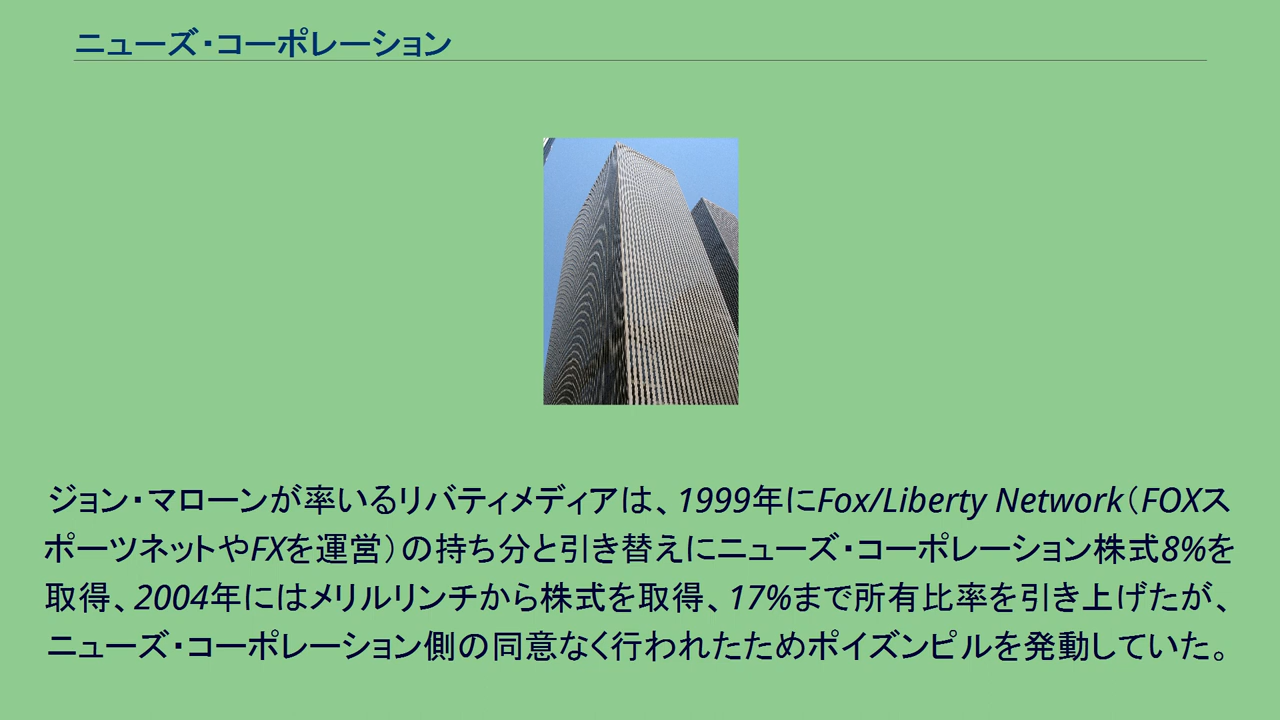 ニューズ・コーポレーション
ジョン・マローンが率いるリバティメディアは、1999年にFox/Liberty Network（FOXス
ポーツネットやFXを運営）の持ち分と引き替えにニューズ・コーポレーション株式8%を
取得、2004年にはメリルリンチから株式を取得、17%まで所有比率を引き上げたが、
ニューズ・コーポレーション側の同意なく行われたためポイズンピルを発動していた。